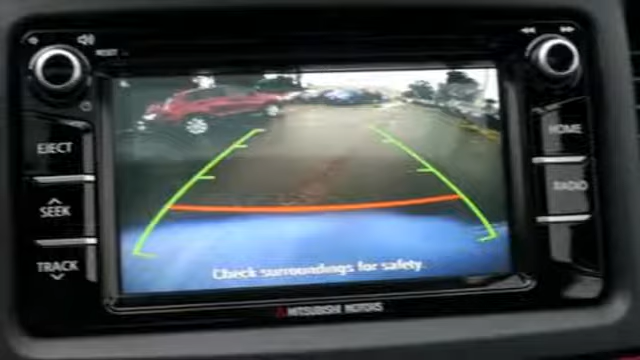 EJECT
SEEK
TRACK
HOME
RADIO
Check surroundings for safety.
MITSUBISHI MOTORS